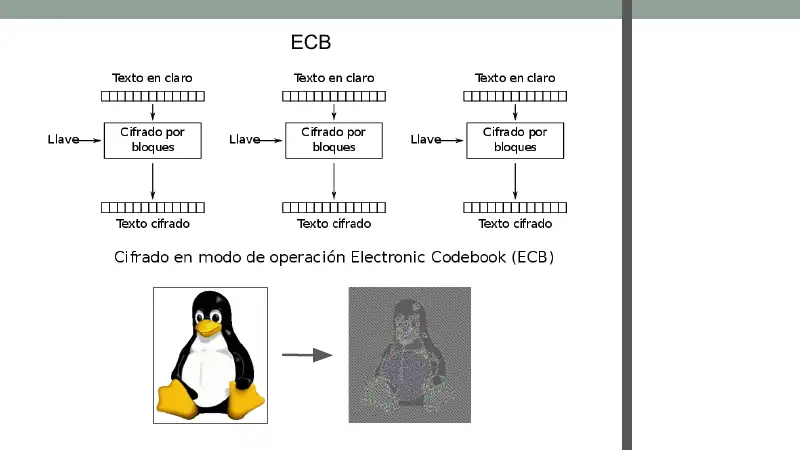 ECB
Texto en claro Texto en claro Texto en claro
Llave Cifrado por bloques Llave Cifrado por bloques Llave Cifrado por bloques
Texto cifrado Texto cifrado Texto cifrado
Cifrado en modo de operación Electronic Codebook (ECB)